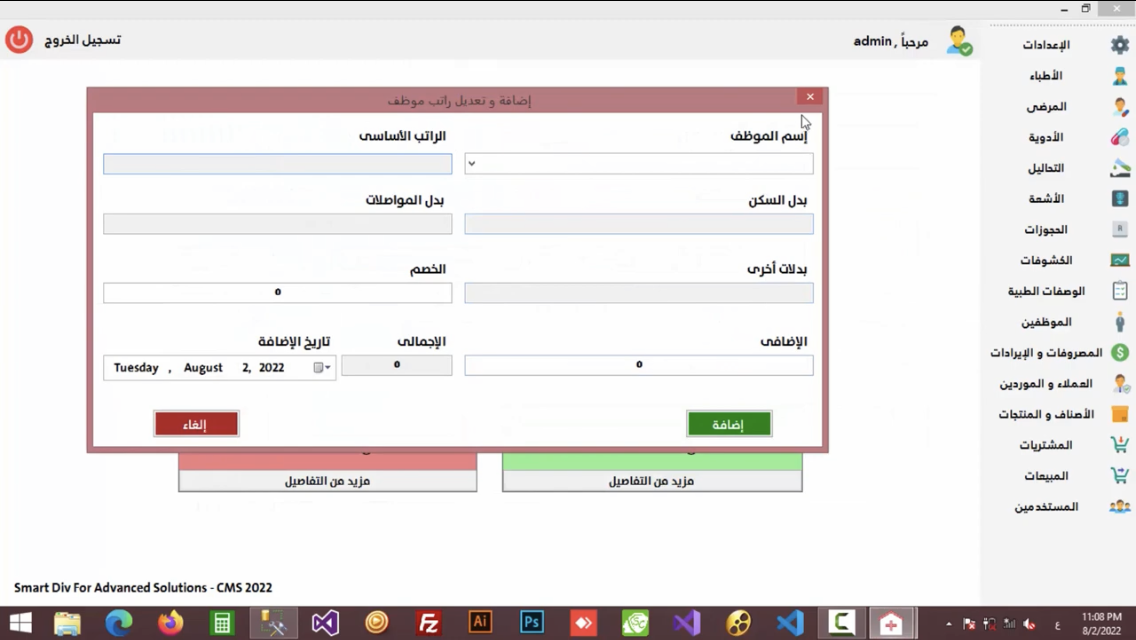 مرحباً , admin
تسجيل الخروج
الإعدادات
الأطباء
المرضى
الأدوية
التحاليل
الأشعة
الحجوزات
الكشوفات
الوصفات الطبية
الموظفين
المصروفات و الإيرادات
العملاء و الموردين
الأصناف و المنتجات
المشتريات
المبيعات
المستخدمين
إضافة و تعديل راتب موظف
إسم الموظف
الراتب الأساسى
بدل السكن
بدل المواصلات
بدلات أخرى
الخصم
0
الإضافى
الإجمالى
تاريخ الإضافة
0
0
Tuesday , August 2, 2022
إضافة
إلغاء
مزيد من التفاصيل
مزيد من التفاصيل
Smart Div For Advanced Solutions - CMS 2022
Ai
Ps
ع
11:08 PM
8/2/2022